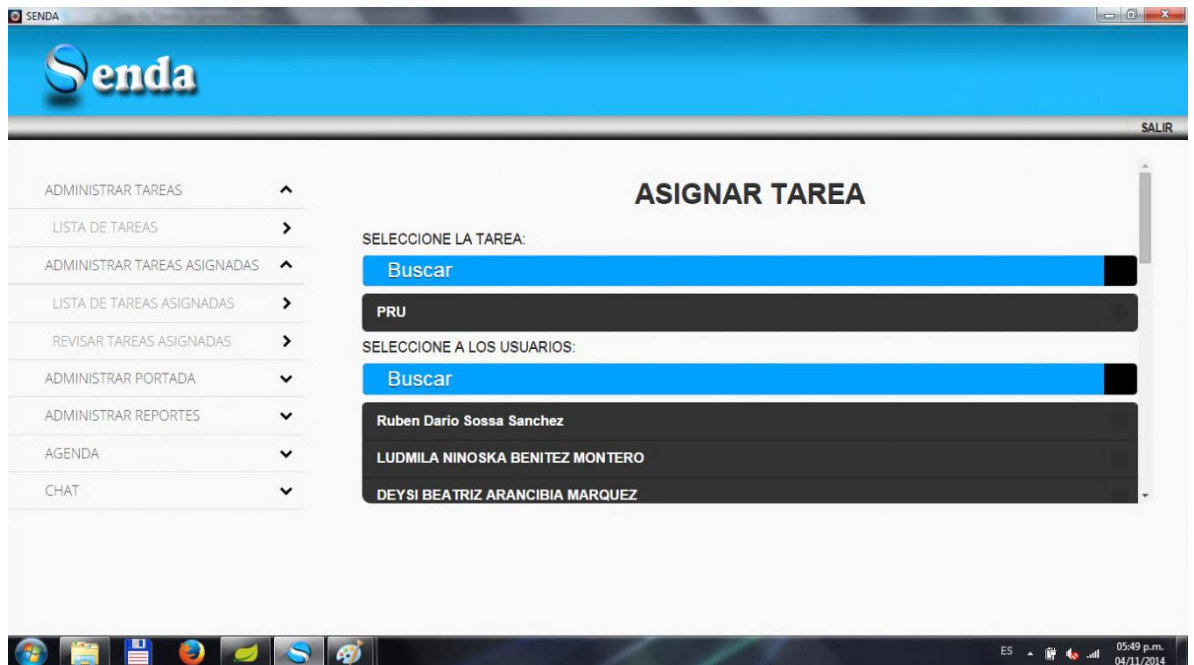 SENDA
Senda
SALIR
ADMINISTRAR TAREAS
LISTA DE TAREAS
ADMINISTRAR TAREAS ASIGNADAS
LISTA DE TAREAS ASIGNADAS
REVISAR TAREAS ASIGNADAS
ADMINISTRAR PORTADA
ADMINISTRAR REPORTES
AGENDA
CHAT
ASIGNAR TAREA
SELECCIONE LA TAREA:
Buscar
PRU
SELECCIONE A LOS USUARIOS:
Buscar
Ruben Dario Sossa Sanchez
LUDMILA NINOSKA BENITEZ MONTERO
DEYSI BEATRIZ ARANCIBIA MARQUEZ
ES
05:49 p.m.
04/11/2014